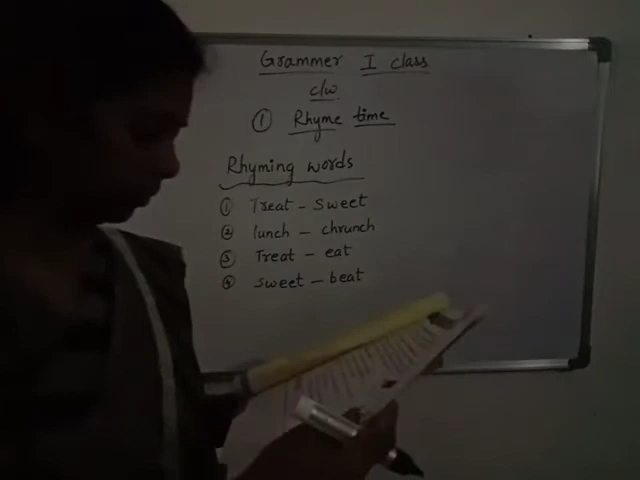 Grammer I class
c/w
① Rhyme time
Rhyming words
① Treat - Sweet
② lunch - chrunch
③ Treat - eat
④ sweet - beat